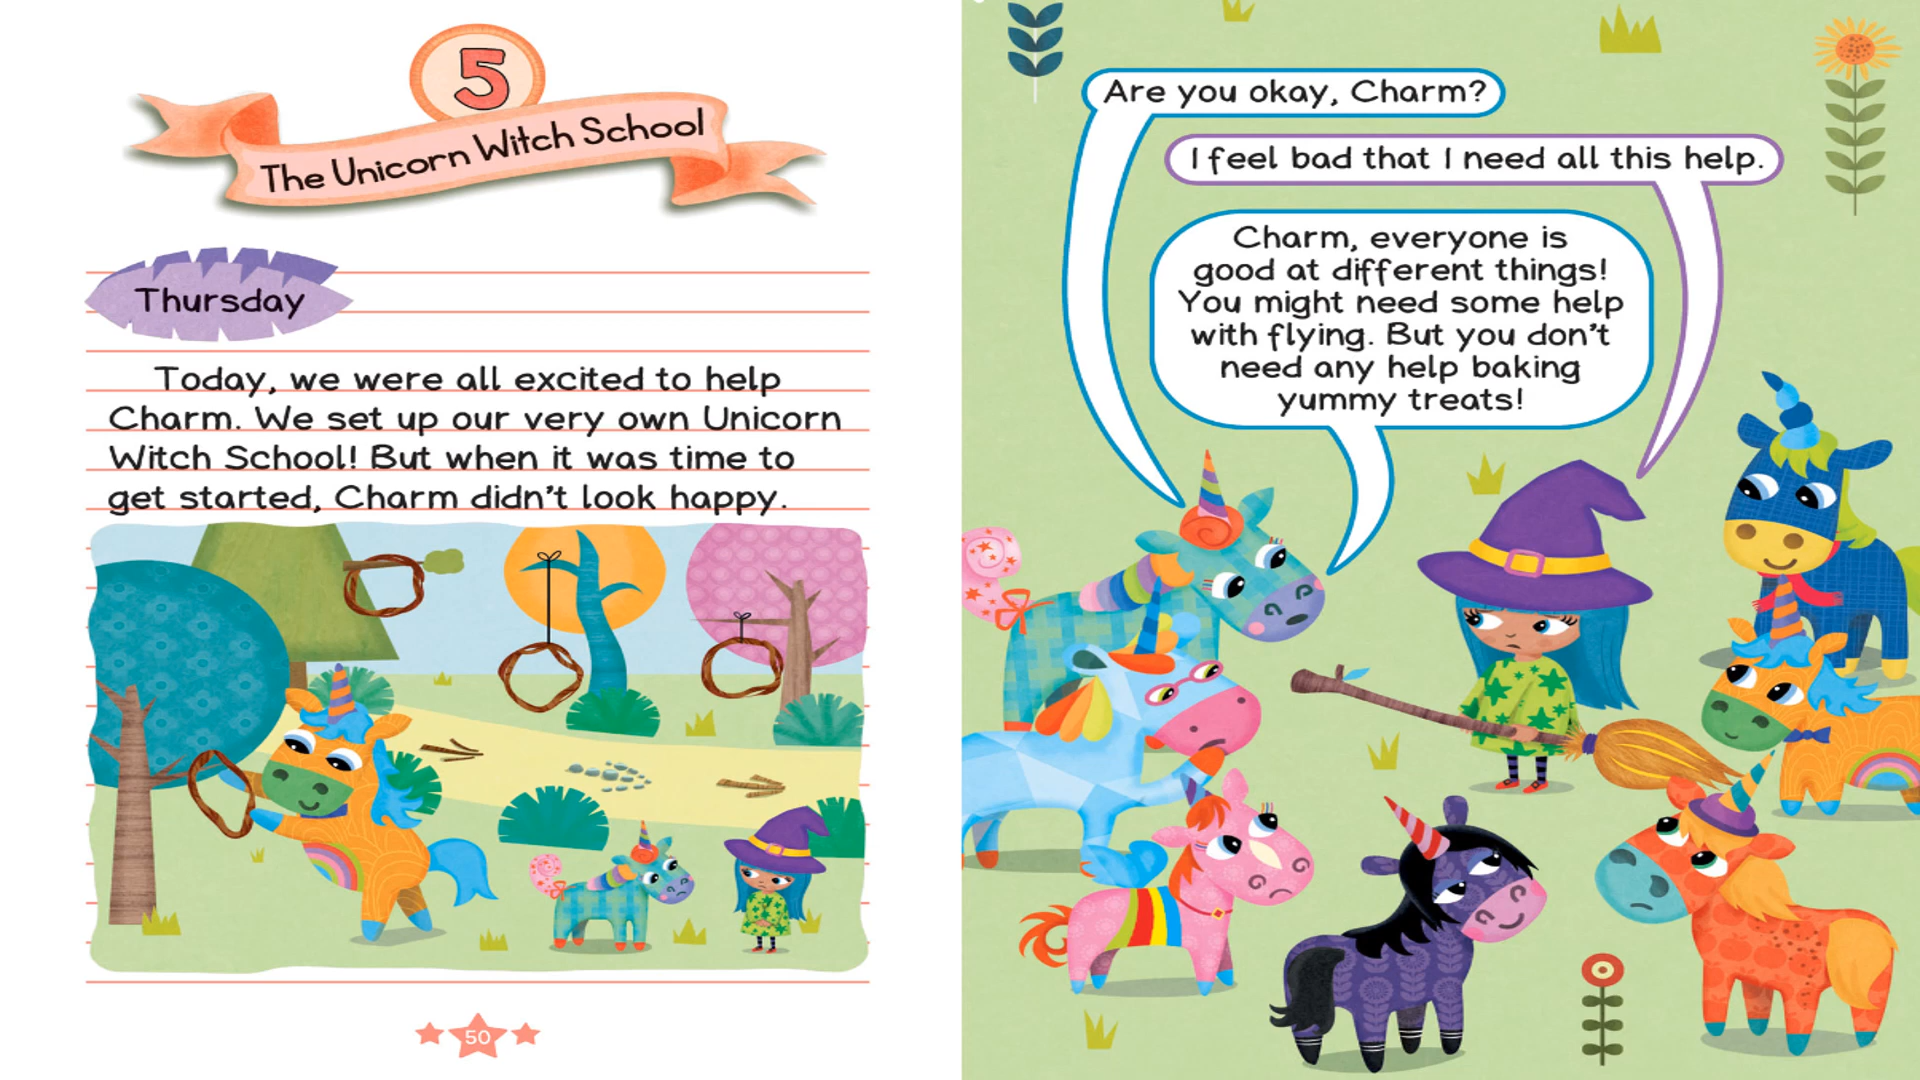 5
The Unicorn Witch School
Thursday
Today, we were all excited to help
Charm. We set up our very own Unicorn
Witch School! But when it was time to
get started, Charm didn't look happy.
50
Are you okay, Charm?
I feel bad that I need all this help.
Charm, everyone is
good at different things!
You might need some help
with flying. But you don't
need any help baking
yummy treats!